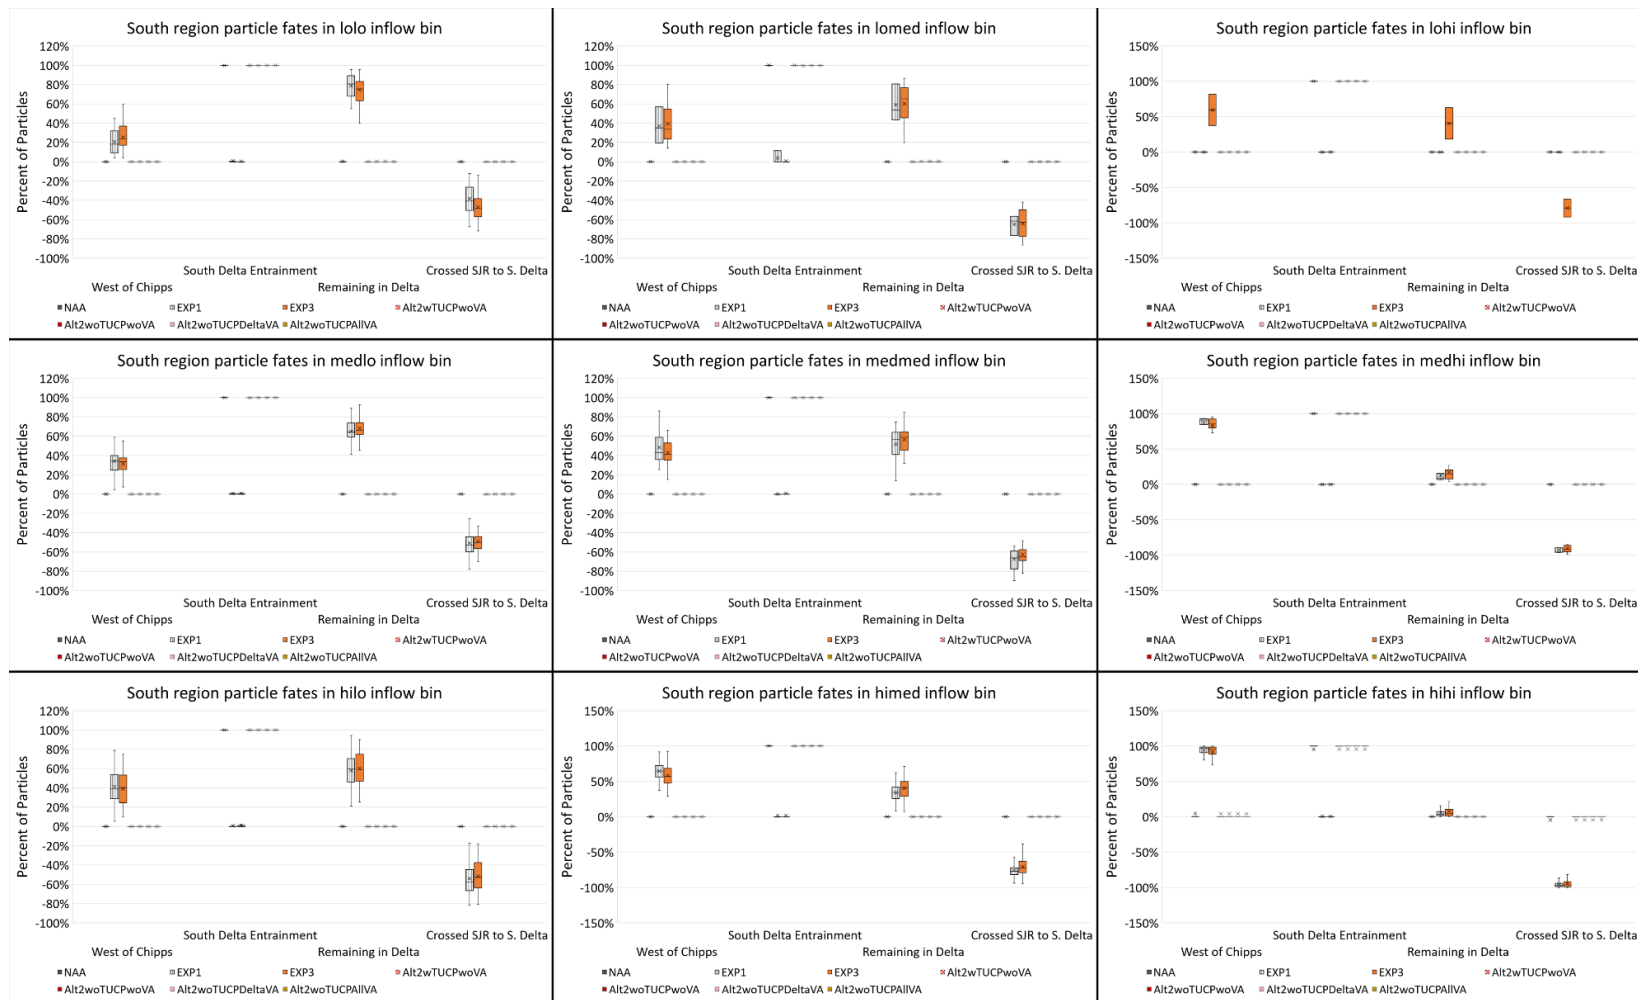 South region particle fates in lolo inflow bin
120%
100%
80%
60%
40%
20%
0%
-20%
-40%
-60%
-80%
-100%
Percent of Particles
South Delta Entrainment Crossed SJR to S. Delta
West of Chipps Remaining in Delta
NAA EXP1 EXP3 Alt2wTUCPwoVA
Alt2woTUCPwoVA Alt2woTUCPDeltaVA Alt2woTUCPAllVA
South region particle fates in lomed inflow bin
120%
100%
80%
60%
40%
20%
0%
-20%
-40%
-60%
-80%
-100%
Percent of Particles
South Delta Entrainment Crossed SJR to S. Delta
West of Chipps Remaining in Delta
NAA EXP1 EXP3 Alt2wTUCPwoVA
Alt2woTUCPwoVA Alt2woTUCPDeltaVA Alt2woTUCPAllVA
South region particle fates in lohi inflow bin
150%
100%
50%
0%
-50%
-100%
-150%
Percent of Particles
South Delta Entrainment Crossed SJR to S. Delta
West of Chipps Remaining in Delta
NAA EXP1 EXP3 Alt2wTUCPwoVA
Alt2woTUCPwoVA Alt2woTUCPDeltaVA Alt2woTUCPAllVA
South region particle fates in medlo inflow bin
120%
100%
80%
60%
40%
20%
0%
-20%
-40%
-60%
-80%
-100%
Percent of Particles
South Delta Entrainment Crossed SJR to S. Delta
West of Chipps Remaining in Delta
NAA EXP1 EXP3 Alt2wTUCPwoVA
Alt2woTUCPwoVA Alt2woTUCPDeltaVA Alt2woTUCPAllVA
South region particle fates in medmed inflow bin
120%
100%
80%
60%
40%
20%
0%
-20%
-40%
-60%
-80%
-100%
Percent of Particles
South Delta Entrainment Crossed SJR to S. Delta
West of Chipps Remaining in Delta
NAA EXP1 EXP3 Alt2wTUCPwoVA
Alt2woTUCPwoVA Alt2woTUCPDeltaVA Alt2woTUCPAllVA
South region particle fates in medhi inflow bin
150%
100%
50%
0%
-50%
-100%
-150%
Percent of Particles
South Delta Entrainment Crossed SJR to S. Delta
West of Chipps Remaining in Delta
NAA EXP1 EXP3 Alt2wTUCPwoVA
Alt2woTUCPwoVA Alt2woTUCPDeltaVA Alt2woTUCPAllVA
South region particle fates in hilo inflow bin
120%
100%
80%
60%
40%
20%
0%
-20%
-40%
-60%
-80%
-100%
Percent of Particles
South Delta Entrainment Crossed SJR to S. Delta
West of Chipps Remaining in Delta
NAA EXP1 EXP3 Alt2wTUCPwoVA
Alt2woTUCPwoVA Alt2woTUCPDeltaVA Alt2woTUCPAllVA
South region particle fates in himed inflow bin
150%
100%
50%
0%
-50%
-100%
-150%
Percent of Particles
South Delta Entrainment Crossed SJR to S. Delta
West of Chipps Remaining in Delta
NAA EXP1 EXP3 Alt2wTUCPwoVA
Alt2woTUCPwoVA Alt2woTUCPDeltaVA Alt2woTUCPAllVA
South region particle fates in hihi inflow bin
150%
100%
50%
0%
-50%
-100%
-150%
Percent of Particles
South Delta Entrainment Crossed SJR to S. Delta
West of Chipps Remaining in Delta
NAA EXP1 EXP3 Alt2wTUCPwoVA
Alt2woTUCPwoVA Alt2woTUCPDeltaVA Alt2woTUCPAllVA